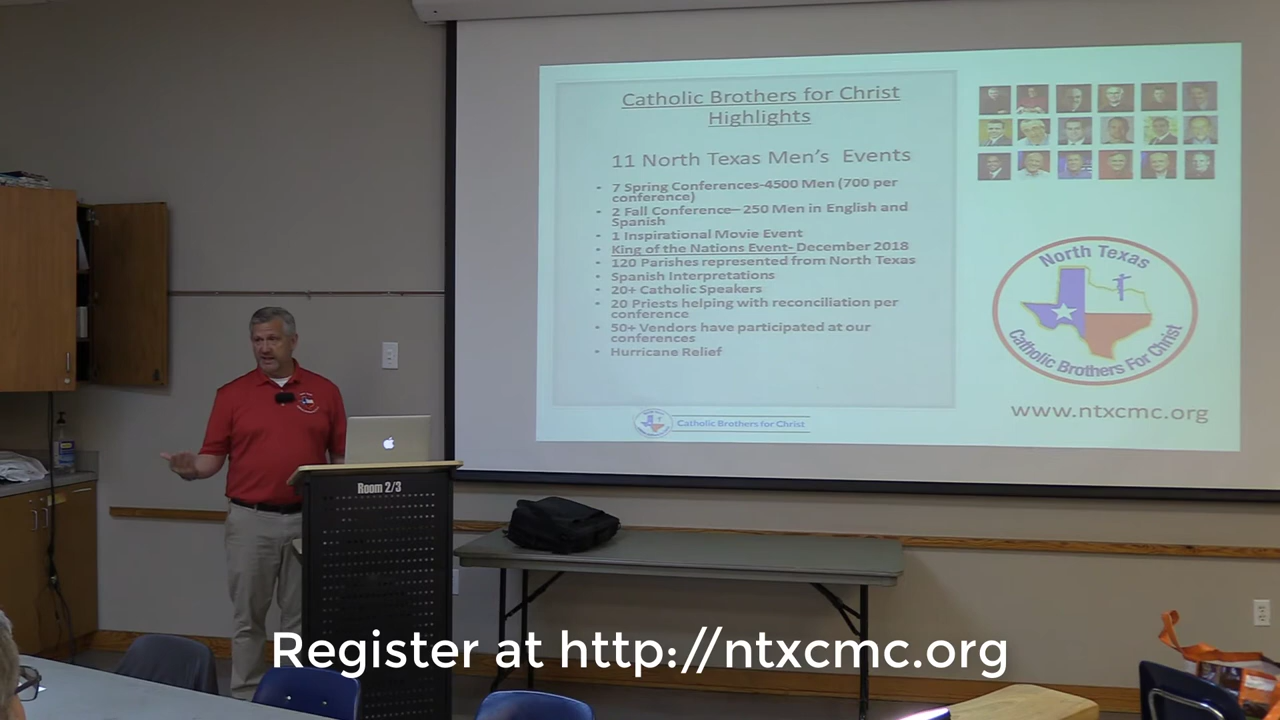 Catholic Brothers for Christ
Highlights
11 North Texas Men's Events
• 7 Spring Conferences-4500 Men (700 per
conference)
• 2 Fall Conference—250 Men in English and
Spanish
• 1 Inspirational Movie Event
• King of the Nations Event- December 2018
• 120 Parishes represented from North Texas
• Spanish Interpretations
• 20+ Catholic Speakers
• 20 Priests helping with reconciliation per
conference
• 50+ Vendors have participated at our
conferences
• Hurricane Relief
Catholic Brothers for Christ
North Texas
Catholic Brothers For Christ
www.ntxcmc.org
Room 2/3
Register at http://ntxcmc.org